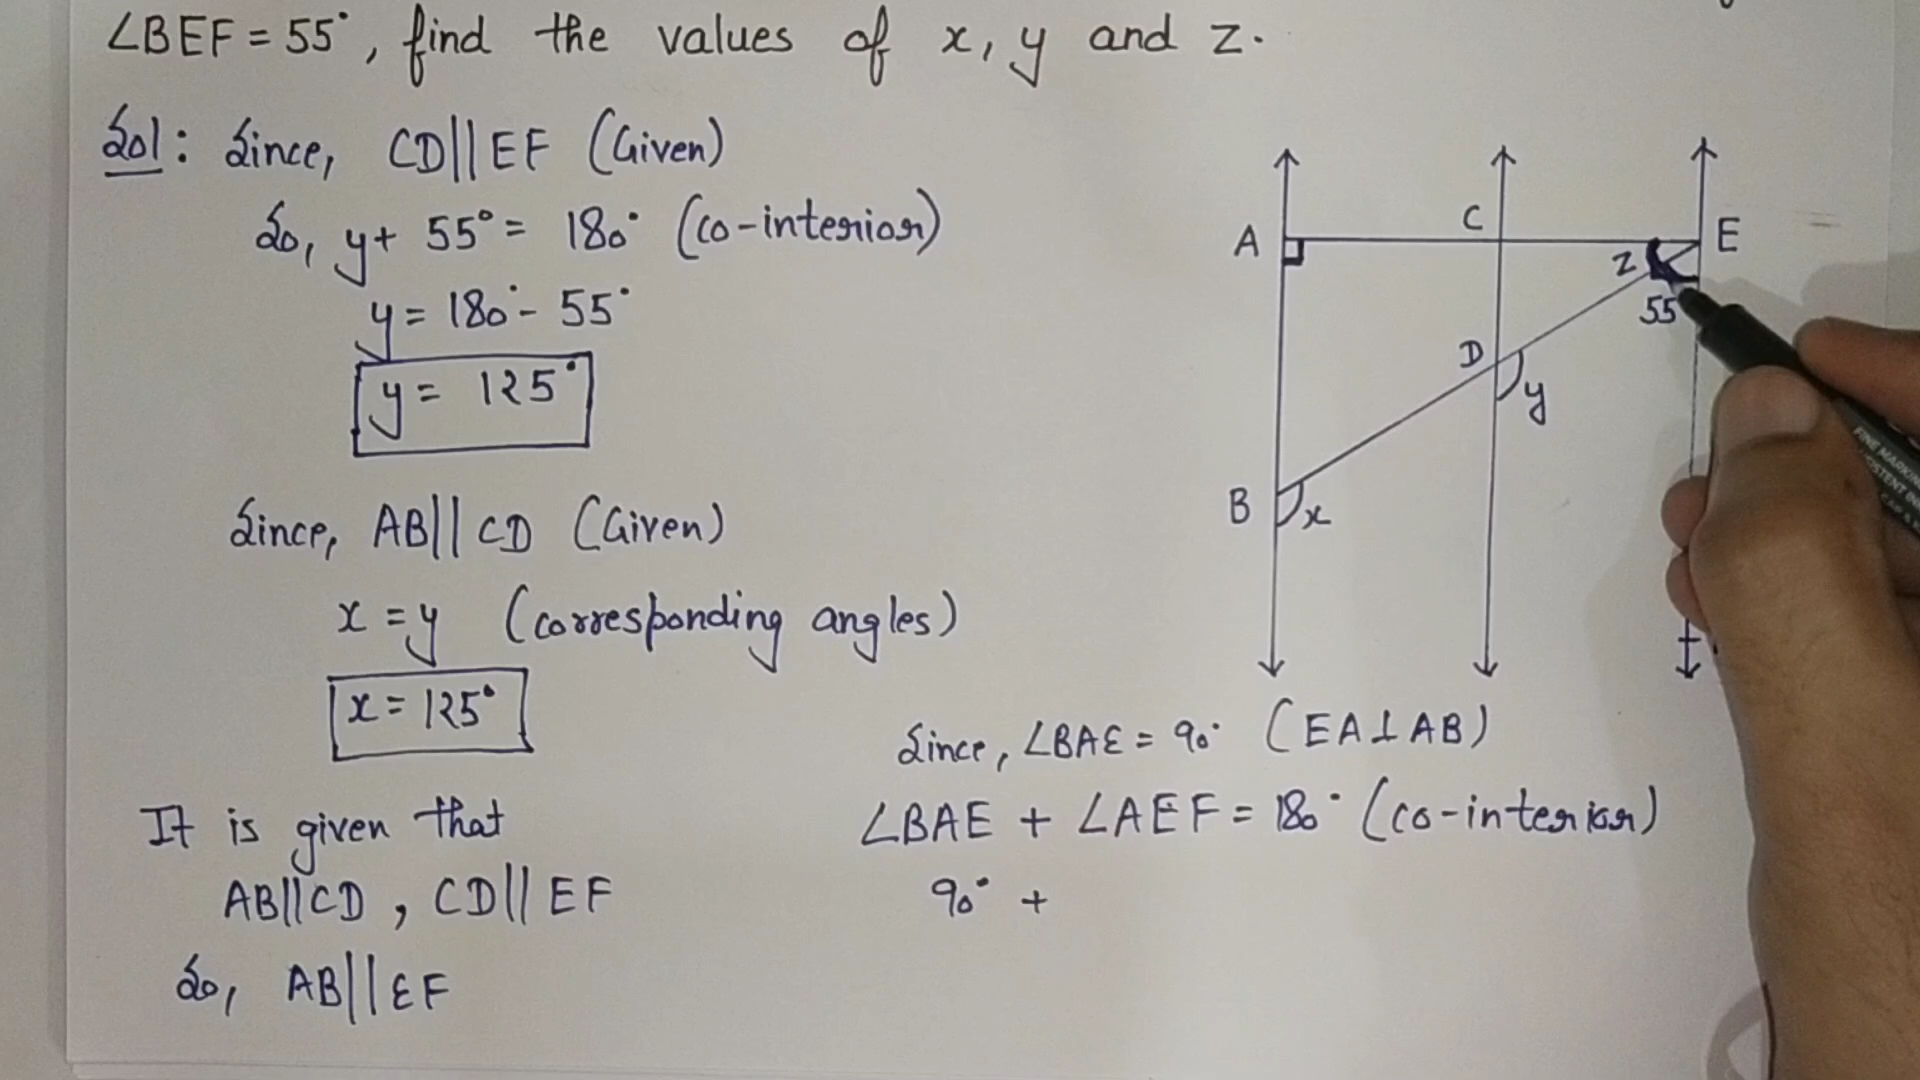 ∠BEF = 55°, find the values of x, y and z.
Sol: Since, CD||EF (Given)
So, y + 55° = 180° (co-interior)
y = 180° - 55°
y = 125°
Since, AB||CD (Given)
x = y (corresponding angles)
x = 125°
It is given that
AB||CD, CD||EF
So, AB||EF
A
C
E
z
55
D
y
B
x
Since, ∠BAE = 90° (EA⊥AB)
∠BAE + ∠AEF = 180° (co-interior)
90° +